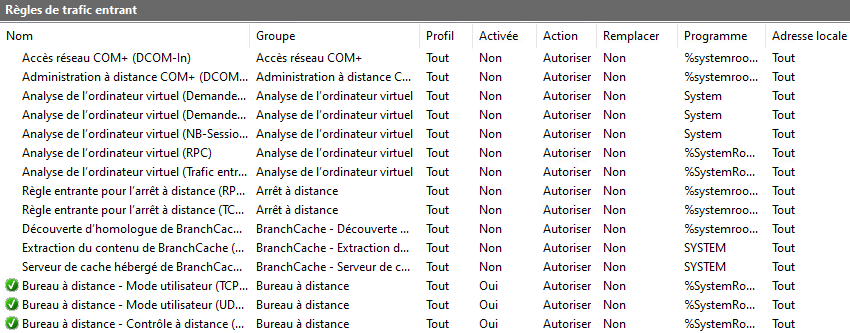 Règles de trafic entrant
Nom Groupe Profil Activée Action Remplacer Programme Adresse locale
Accès réseau COM+ (DCOM-In) Accès réseau COM+ Tout Non Autoriser Non %systemroo... Tout
Administration à distance COM+ (DCOM... Administration à distance C... Tout Non Autoriser Non %systemroo... Tout
Analyse de l’ordinateur virtuel (Demande... Analyse de l’ordinateur virtuel Tout Non Autoriser Non System Tout
Analyse de l’ordinateur virtuel (Demande... Analyse de l’ordinateur virtuel Tout Non Autoriser Non System Tout
Analyse de l’ordinateur virtuel (NB-Sessio... Analyse de l’ordinateur virtuel Tout Non Autoriser Non System Tout
Analyse de l’ordinateur virtuel (RPC) Analyse de l’ordinateur virtuel Tout Non Autoriser Non %SystemRo... Tout
Analyse de l’ordinateur virtuel (Trafic entr... Analyse de l’ordinateur virtuel Tout Non Autoriser Non %SystemRo... Tout
Règle entrante pour l’arrêt à distance (RP... Arrêt à distance Tout Non Autoriser Non %systemroo... Tout
Règle entrante pour l’arrêt à distance (TC... Arrêt à distance Tout Non Autoriser Non %systemroo... Tout
Découverte d’homologue de BranchCac... BranchCache - Découverte ... Tout Non Autoriser Non %systemroo... Tout
Extraction du contenu de BranchCache (... BranchCache - Extraction d... Tout Non Autoriser Non SYSTEM Tout
Serveur de cache hébergé de BranchCac... BranchCache - Serveur de c... Tout Non Autoriser Non SYSTEM Tout
Bureau à distance - Mode utilisateur (TCP... Bureau à distance Tout Oui Autoriser Non %SystemRo... Tout
Bureau à distance - Mode utilisateur (UD... Bureau à distance Tout Oui Autoriser Non %SystemRo... Tout
Bureau à distance - Contrôle à distance (... Bureau à distance Tout Oui Autoriser Non %SystemRo... Tout